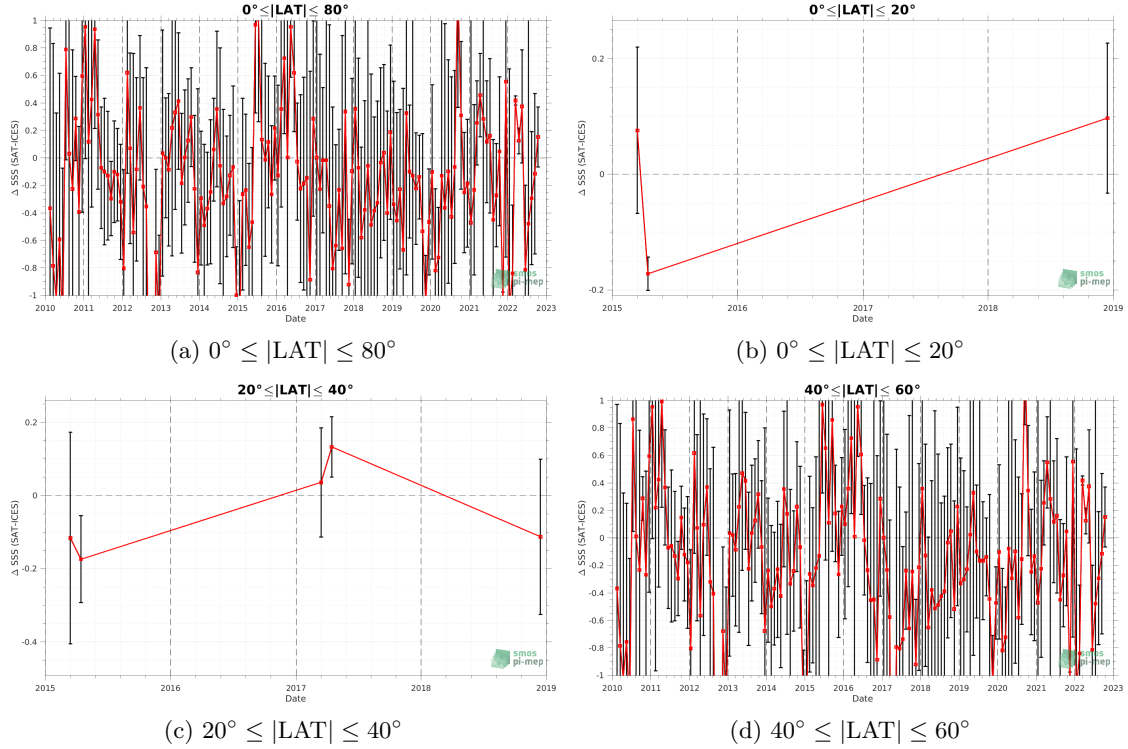 0°≤|LAT|≤ 80°
Δ SSS (SAT-ICES)
1
0.8
0.6
0.4
0.2
0
-0.2
-0.4
-0.6
-0.8
-1
2010 2011 2012 2013 2014 2015 2016 2017 2018 2019 2020 2021 2022 2023
Date
smos
pi-mep
(a) 0° ≤ |LAT| ≤ 80°
0°≤|LAT|≤ 20°
Δ SSS (SAT-ICES)
0.2
0.1
0
-0.1
-0.2
2015 2016 2017 2018 2019
Date
smos
pi-mep
(b) 0° ≤ |LAT| ≤ 20°
20°≤|LAT|≤ 40°
Δ SSS (SAT-ICES)
0.2
0
-0.2
-0.4
2015 2016 2017 2018 2019
Date
smos
pi-mep
(c) 20° ≤ |LAT| ≤ 40°
40°≤|LAT|≤ 60°
Δ SSS (SAT-ICES)
1
0.8
0.6
0.4
0.2
0
-0.2
-0.4
-0.6
-0.8
-1
2010 2011 2012 2013 2014 2015 2016 2017 2018 2019 2020 2021 2022 2023
Date
smos
pi-mep
(d) 40° ≤ |LAT| ≤ 60°